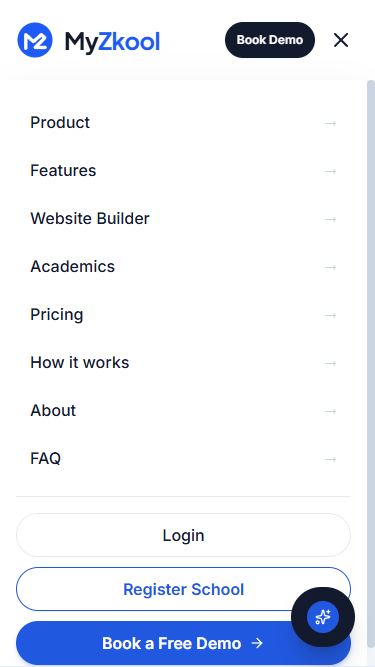 MyZkool
Book Demo
Product →
Features →
Website Builder →
Academics →
Pricing →
How it works →
About →
FAQ →
Login
Register School
Book a Free Demo →